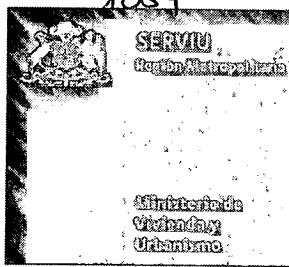 SERVIU
Región Metropolitana
Ministerio de
Vivienda y
Urbanismo